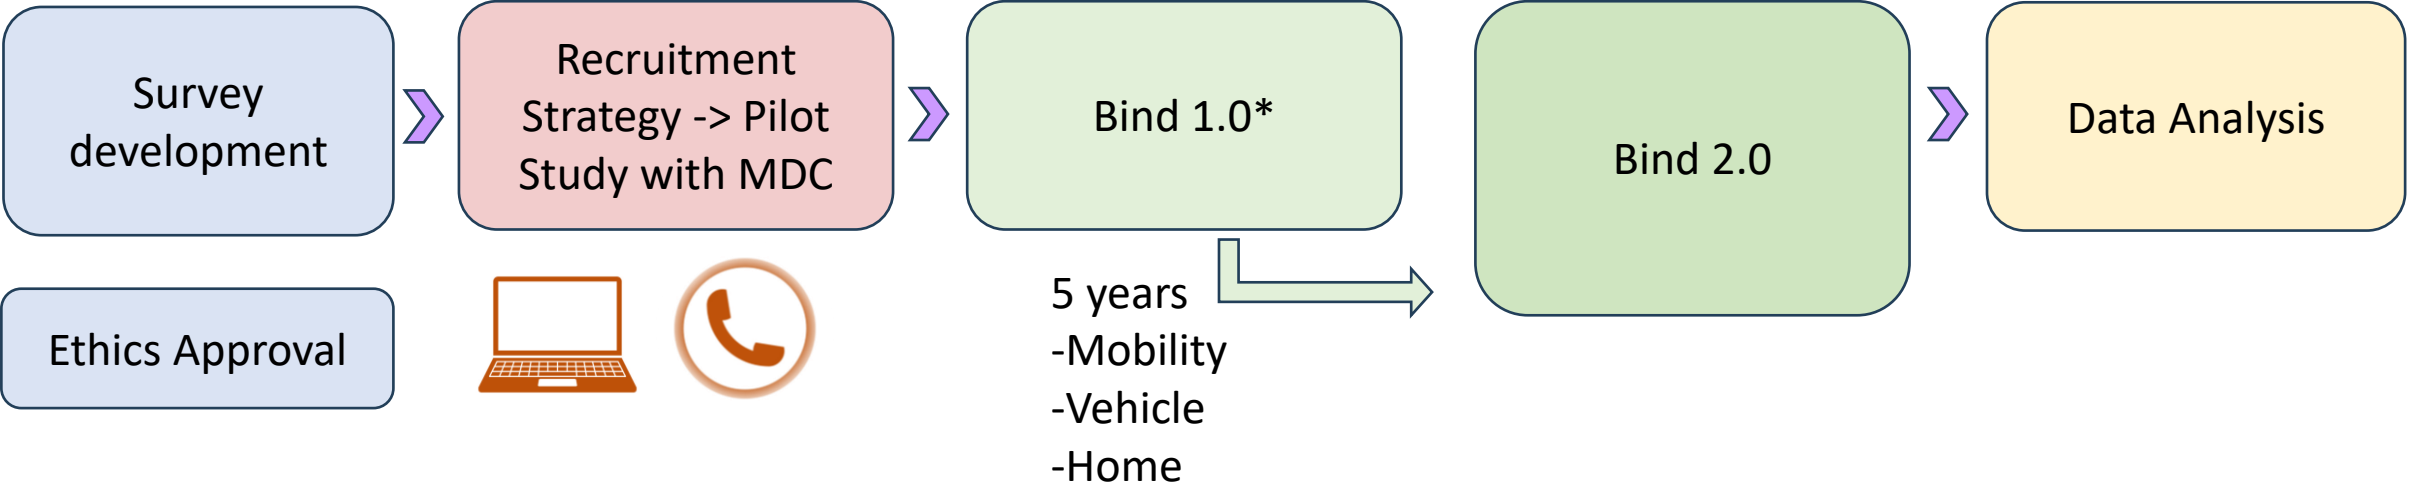 Survey
development
Ethics Approval
Recruitment
Strategy -> Pilot
Study with MDC
Bind 1.0*
5 years
-Mobility
-Vehicle
-Home
Bind 2.0
Data Analysis